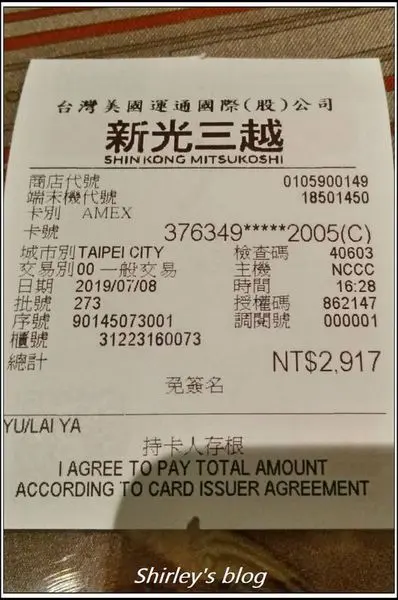 台灣美國運通國際(股)公司
新光三越
SHIN KONG MITSUKOSHI
商店代號 0105900149
端末機代號 18501450
卡別 AMEX
卡號 376349*****2005(C)
城市別 TAIPEI CITY 檢查碼 40603
交易別 00 一般交易 主機 NCCC
日期 2019/07/08 時間 16:28
批號 273 授權碼 862147
序號 90145073001 調閱號 000001
櫃號 31223160073
總計 NT$2,917
免簽名
YU/LAI YA
持卡人存根
I AGREE TO PAY TOTAL AMOUNT
ACCORDING TO CARD ISSUER AGREEMENT
Shirley's blog